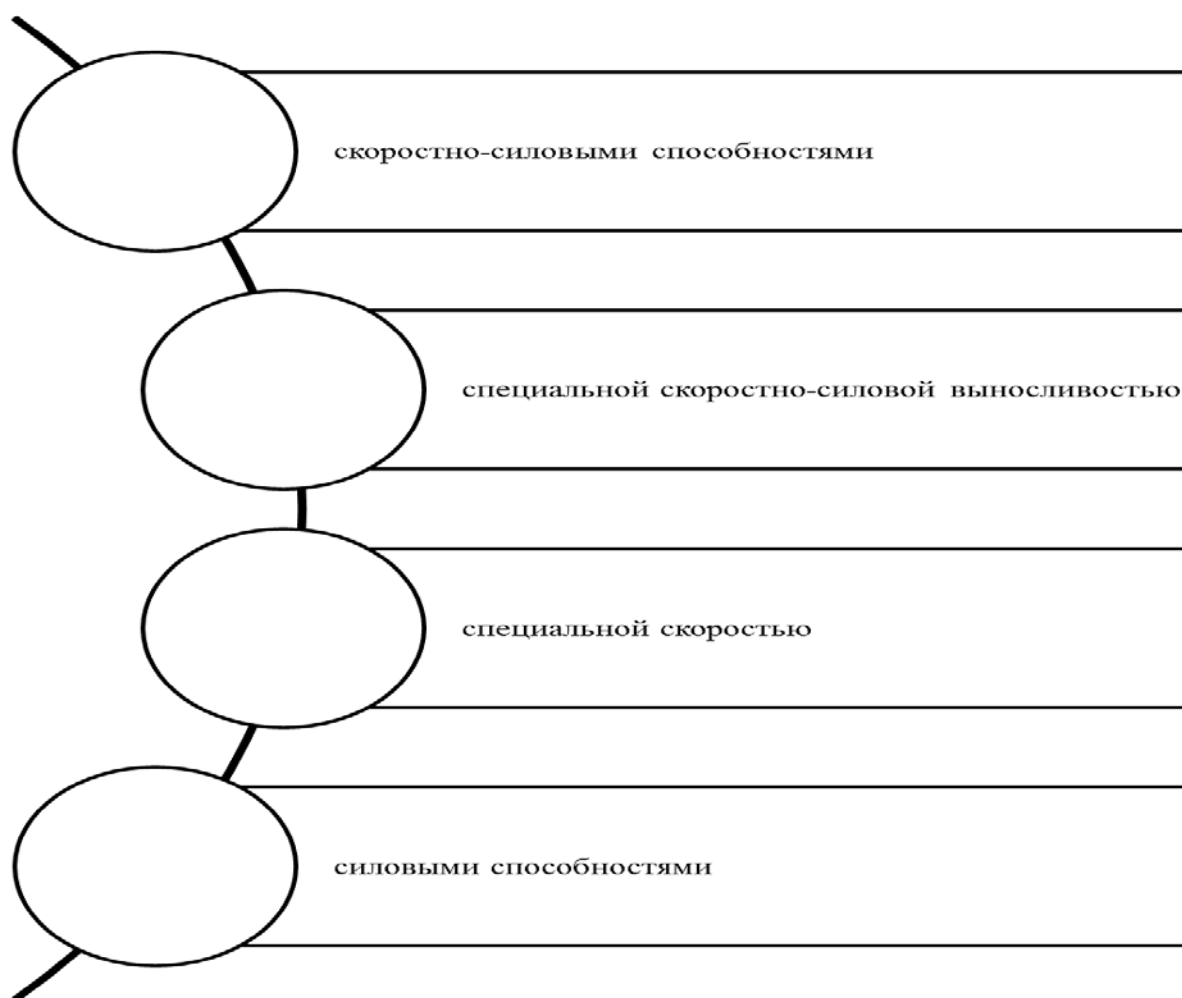 скоростно-силовыми способностями
специальной скоростно-силовой выносливостью
специальной скоростью
силовыми способностями